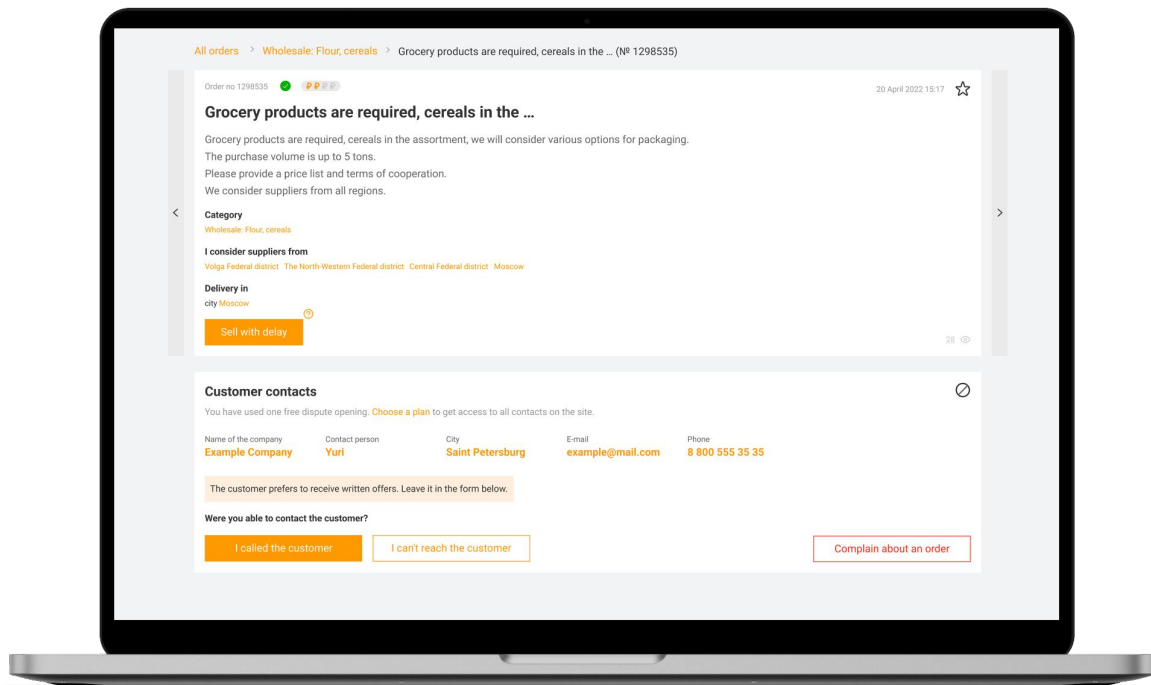 All orders > Wholesale: Flour, cereals > Grocery products are required, cereals in the ... (№ 1298535)
Order no 1298535 ₽₽₽₽ 20 April 2022 15:17
Grocery products are required, cereals in the ...
Grocery products are required, cereals in the assortment, we will consider various options for packaging.
The purchase volume is up to 5 tons.
Please provide a price list and terms of cooperation.
We consider suppliers from all regions.
Category
Wholesale: Flour, cereals
I consider suppliers from
Volga Federal district The North-Western Federal district Central Federal district Moscow
Delivery in
city Moscow
?
Sell with delay
28
Customer contacts
You have used one free dispute opening. Choose a plan to get access to all contacts on the site.
Name of the company Contact person City E-mail Phone
Example Company Yuri Saint Petersburg example@mail.com 8 800 555 35 35
The customer prefers to receive written offers. Leave it in the form below.
Were you able to contact the customer?
I called the customer I can't reach the customer Complain about an order